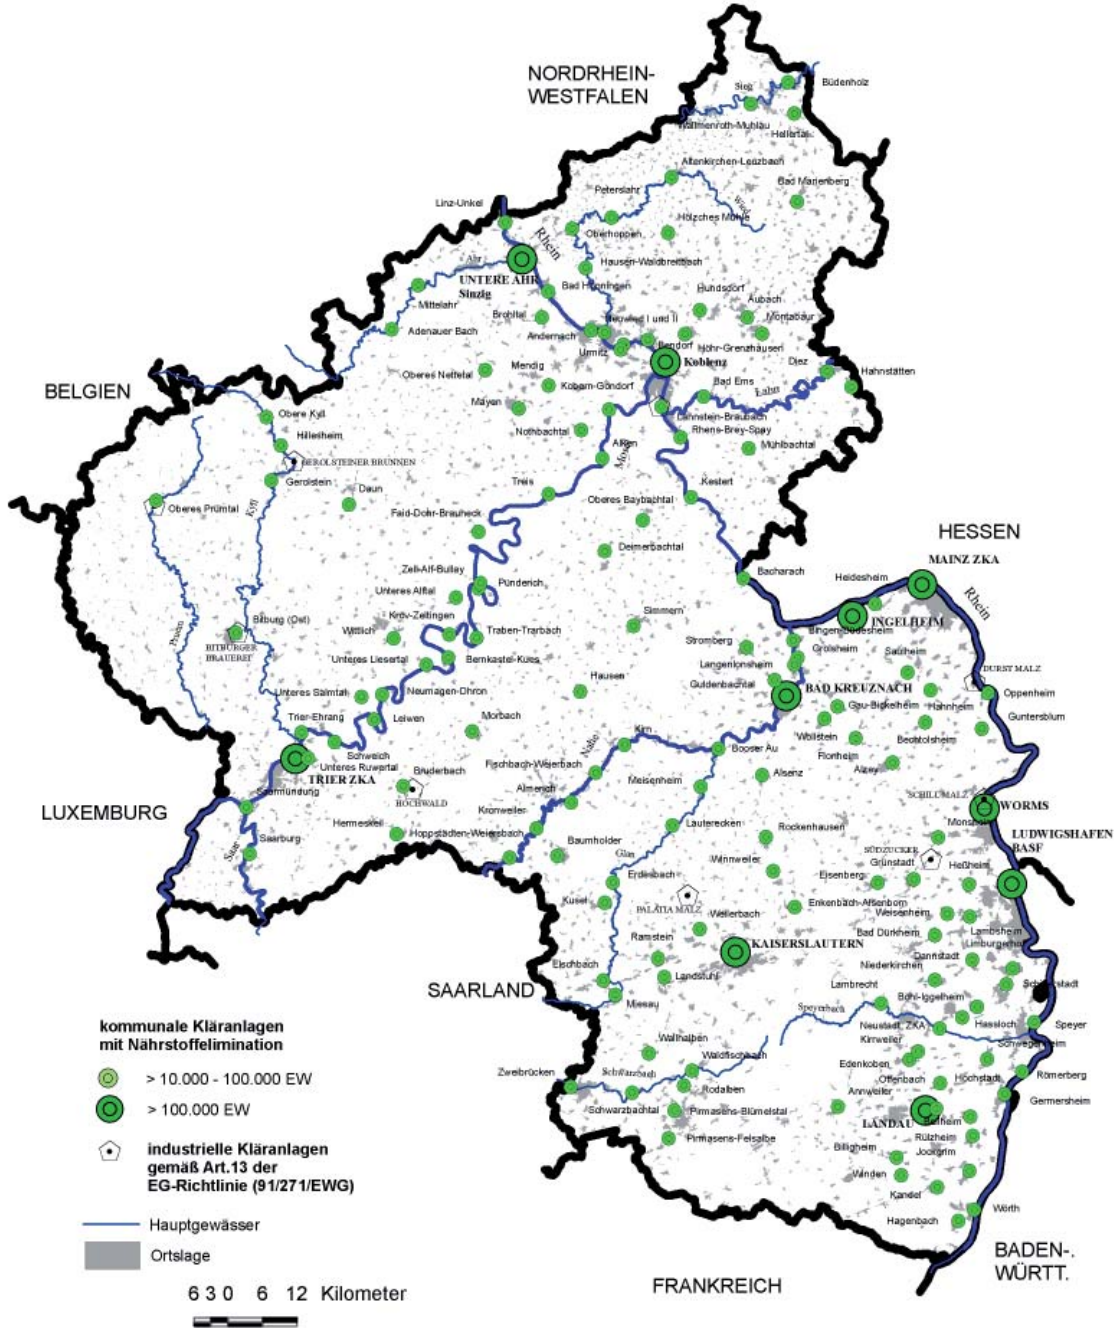 NORDRHEIN-
WESTFALEN
Sieg
Büdenholz
Wallmenroth-Muhlau
Hellertal
Altenkirchen-Leuzbach
Bad Marienberg
Peterslahr
Wied
Linz-Unkel
Hölzches Mühle
Rhein
Oberhoppen
Ahr
Hausen-Waldbreitbach
UNTERE AHR
Sinzig
Bad Hönningen
Hundsdorf
Aubach
Mittelahr
Brohltal
Montabaur
Neuwied I und II
Adenauer Bach
Andernach
Bendorf
Höhr-Grenzhausen
Urmitz
Koblenz
Diez
Hahnstätten
BELGIEN
Oberes Nettetal
Mendig
Kobern-Gondorf
Bad Ems
Lahn
Mayen
Lahnstein-Braubach
Obere Kyll
Nothbachtal
Rhens-Brey-Spay
Hillesheim
Alken
Mosel
Mühlbachtal
GEROLSTEINER BRUNNEN
Gerolstein
Daun
Treis
Kestert
Oberes Baybachtal
Oberes Prümtal
Kyll
Faid-Dohr-Brauheck
HESSEN
Deimerbachtal
MAINZ ZKA
Zell-Alf-Bullay
Pünderich
Bacharach
Heidesheim
Rhein
Unteres Alftal
Kröv-Zeltingen
Simmern
INGELHEIM
Bitburg (Ost)
Prüm
BITBURGER
BRAUEREI
Wittlich
Traben-Trarbach
Stromberg
Bingen-Büdesheim
Grolsheim
Saulheim
Unteres Liesertal
Bernkastel-Kues
Langenlonsheim
DURST MALZ
Guldenbachtal
Hausen
BAD KREUZNACH
Oppenheim
Unteres Salmtal
Neumagen-Dhron
Gau-Bickelheim
Hahnheim
Guntersblum
Trier-Ehrang
Leiwen
Morbach
Kirn
Wöllstein
Bechtolsheim
Schweich
Nahe
Booser Au
Flonheim
Unteres Ruwertal
TRIER ZKA
Fischbach-Weierbach
Bruderbach
Meisenheim
Alsenz
Alzey
Saarmündung
HOCHWALD
Almerich
SCHILL MALZ
WORMS
LUXEMBURG
Kronweiler
Monsheim
Hermeskeil
Hoppstädten-Weiersbach
Lauterecken
Rockenhausen
LUDWIGSHAFEN
BASF
Saarburg
Saar
Baumholder
Glan
SÜDZUCKER
Grünstadt
Winnweiler
Heßheim
Erdesbach
Eisenberg
Kusel
PALATIA MALZ
Enkenbach-Alsenborn
Weilerbach
Weisenheim
Ramstein
KAISERSLAUTERN
Bad Dürkheim
Lambsheim
Limburgerhof
Dannstadt
Elschbach
Niederkirchen
Landstuhl
SAARLAND
Lambrecht
Miesau
Böhl-Iggelheim
Speyerbach
Hassloch
Speyer
Neustadt, ZKA
Kirrweiler
Schwegenheim
Wallhalben
Waldfischbach
Edenkoben
Zweibrücken
Schwarzbach
Römerberg
Offenbach
Hochstadt
Rodalben
Annweiler
Germersheim
Schwarzbachtal
Pirmasens-Blümelstal
LANDAU
Bellheim
Pirmasens-Felsalbe
Rülzheim
Billigheim
Jockgrim
Winden
Kandel
Wörth
Hagenbach
BADEN-.
WÜRTT.
FRANKREICH
kommunale Kläranlagen
mit Nährstoffelimination
> 10.000 - 100.000 EW
> 100.000 EW
industrielle Kläranlagen
gemäß Art.13 der
EG-Richtlinie (91/271/EWG)
Hauptgewässer
Ortslage
6 3 0 6 12 Kilometer